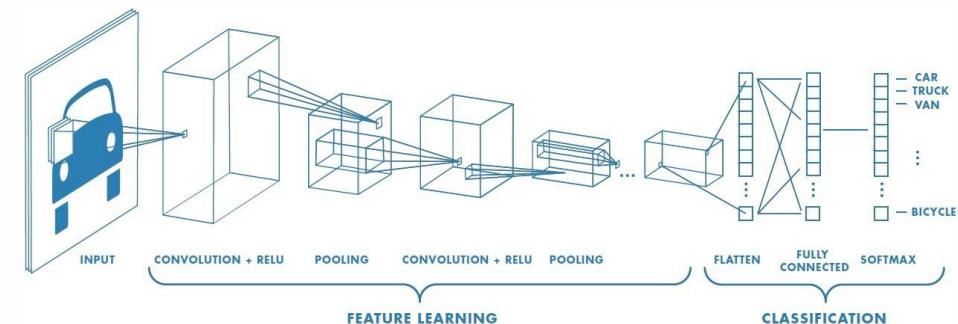 CAR
TRUCK
VAN
BICYCLE
INPUT
CONVOLUTION + RELU
POOLING
CONVOLUTION + RELU
POOLING
FLATTEN
FULLY
CONNECTED
SOFTMAX
FEATURE LEARNING
CLASSIFICATION